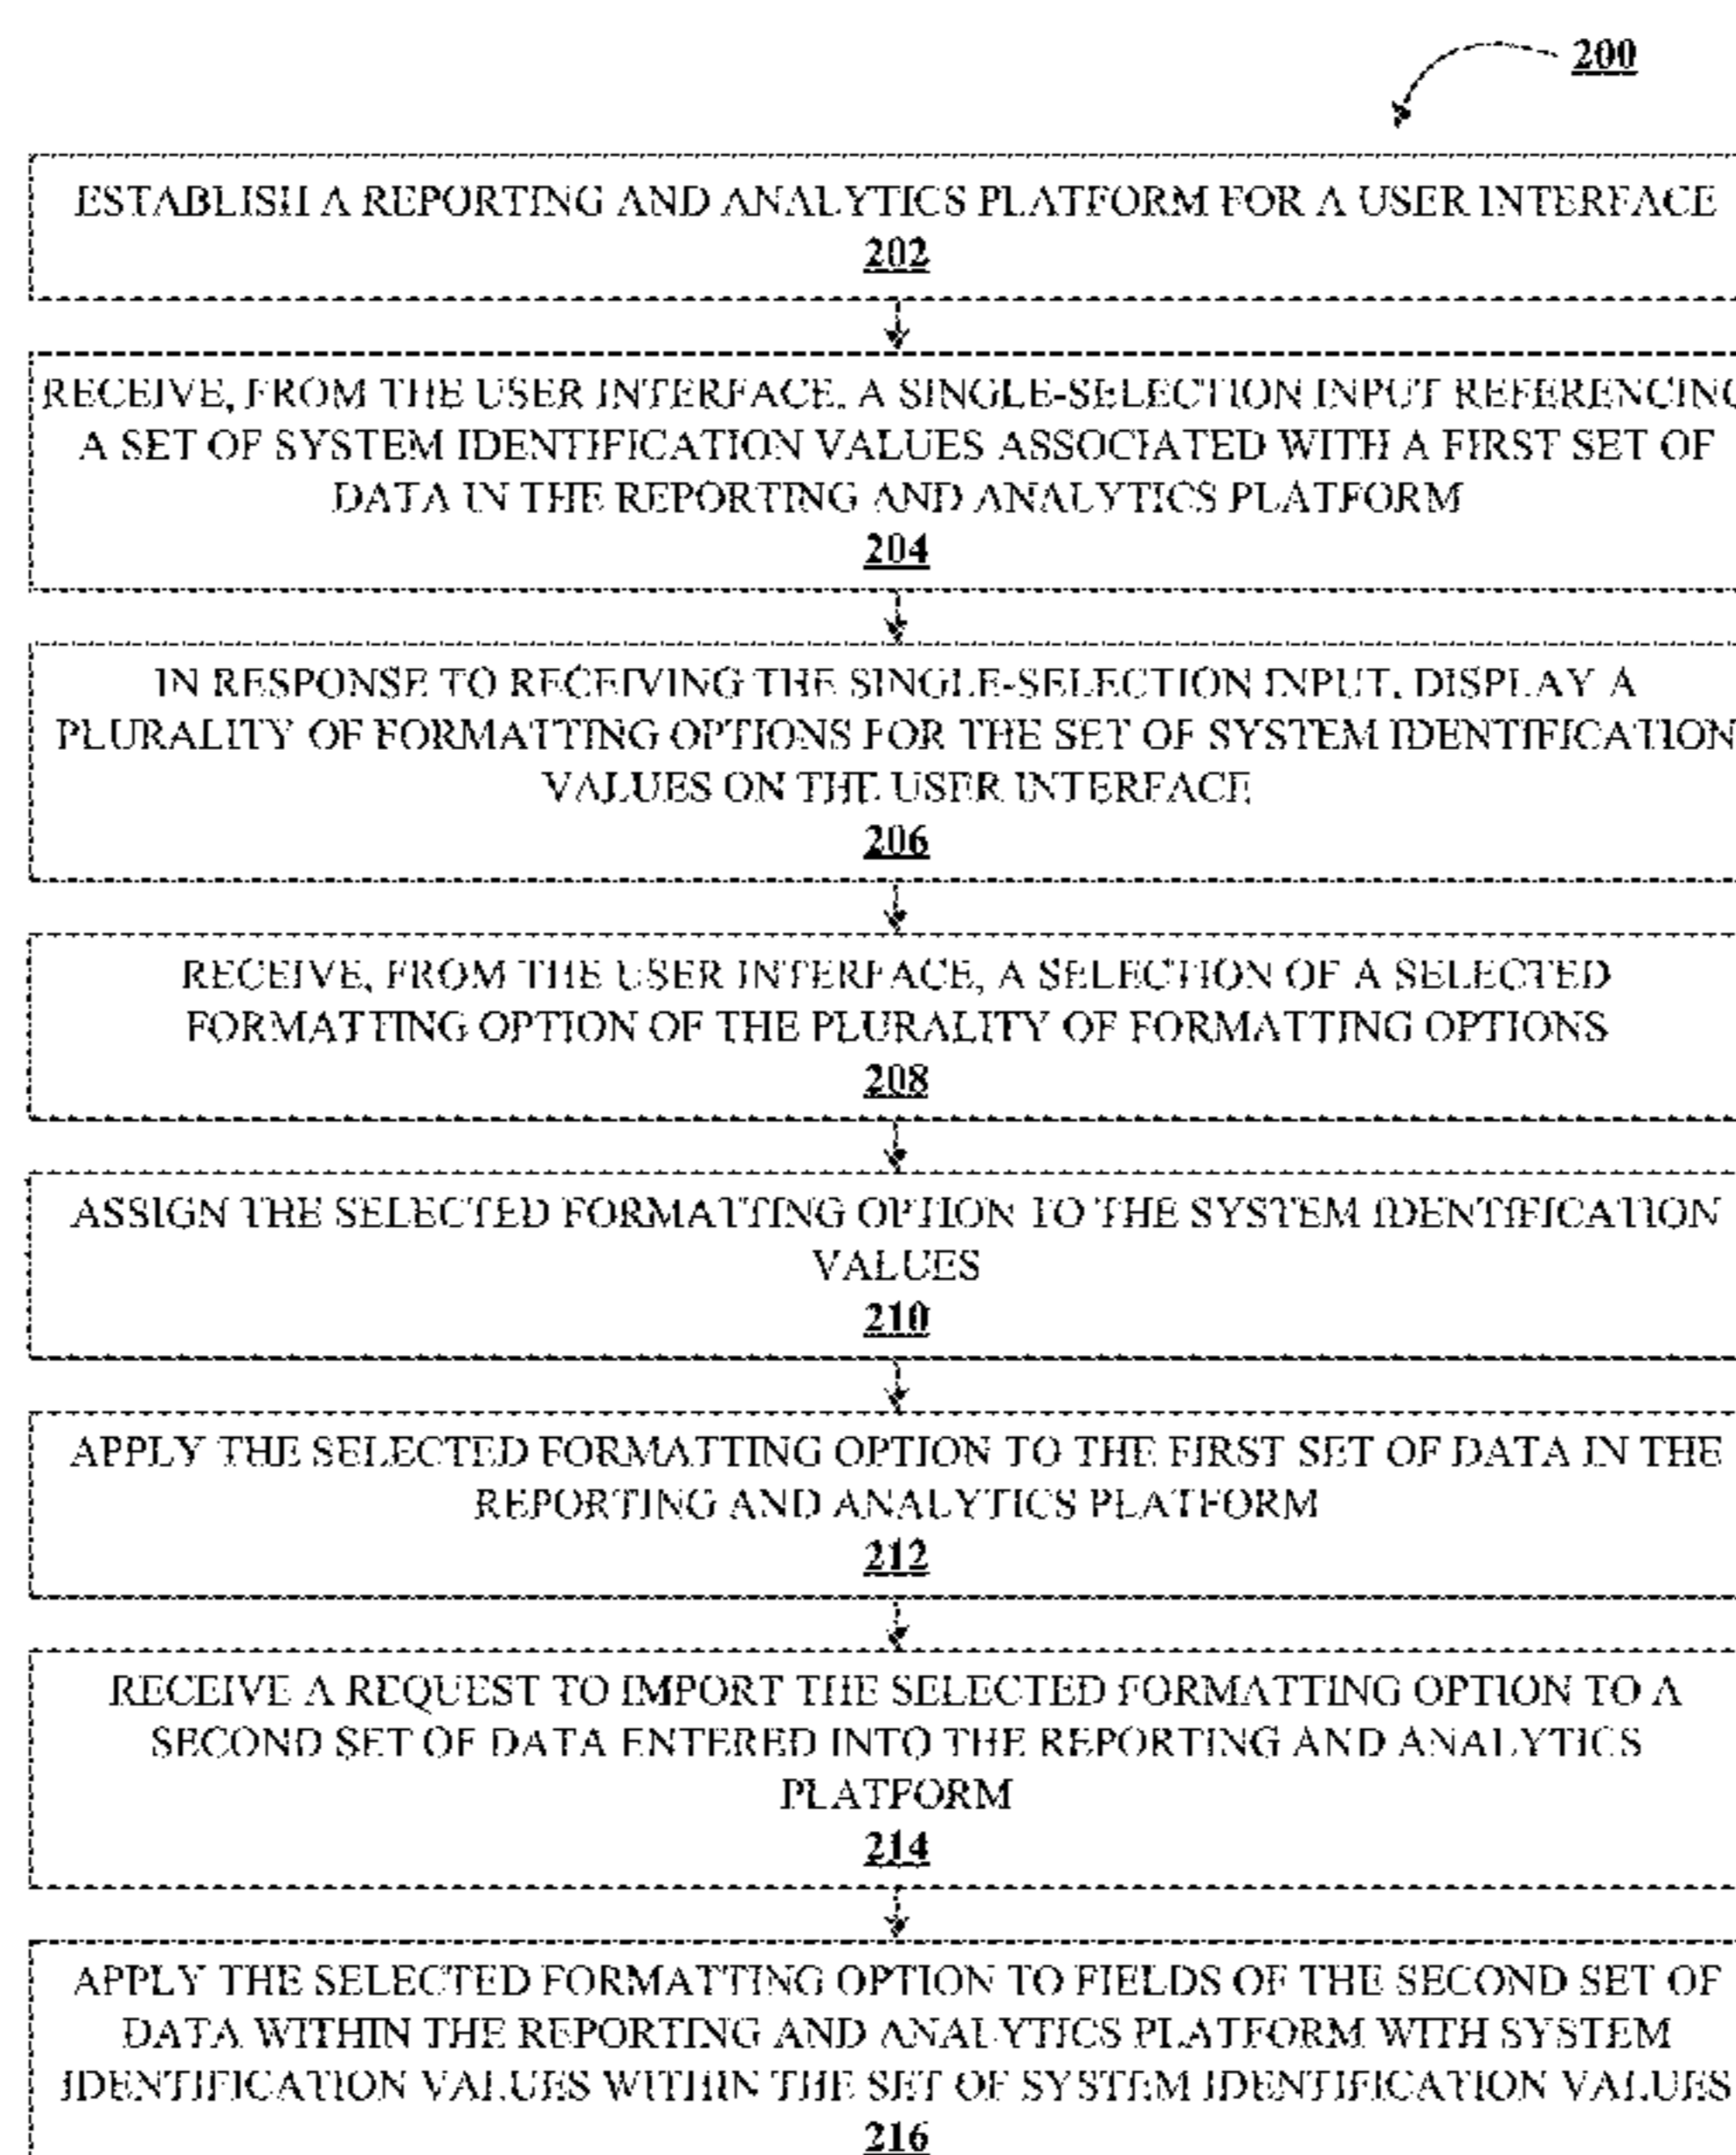 200
ESTABLISH A REPORTING AND ANALYTICS PLATFORM FOR A USER INTERFACE
202
RECEIVE, FROM THE USER INTERFACE, A SINGLE-SELECTION INPUT REFERENCING
A SET OF SYSTEM IDENTIFICATION VALUES ASSOCIATED WITH A FIRST SET OF
DATA IN THE REPORTING AND ANALYTICS PLATFORM
204
IN RESPONSE TO RECEIVING THE SINGLE-SELECTION INPUT, DISPLAY A
PLURALITY OF FORMATTING OPTIONS FOR THE SET OF SYSTEM IDENTIFICATION
VALUES ON THE USER INTERFACE
206
RECEIVE, FROM THE USER INTERFACE, A SELECTION OF A SELECTED
FORMATTING OPTION OF THE PLURALITY OF FORMATTING OPTIONS
208
ASSIGN THE SELECTED FORMATTING OPTION TO THE SYSTEM IDENTIFICATION
VALUES
210
APPLY THE SELECTED FORMATTING OPTION TO THE FIRST SET OF DATA IN THE
REPORTING AND ANALYTICS PLATFORM
212
RECEIVE A REQUEST TO IMPORT THE SELECTED FORMATTING OPTION TO A
SECOND SET OF DATA ENTERED INTO THE REPORTING AND ANALYTICS
PLATFORM
214
APPLY THE SELECTED FORMATTING OPTION TO FIELDS OF THE SECOND SET OF
DATA WITHIN THE REPORTING AND ANALYTICS PLATFORM WITH SYSTEM
IDENTIFICATION VALUES WITHIN THE SET OF SYSTEM IDENTIFICATION VALUES
216